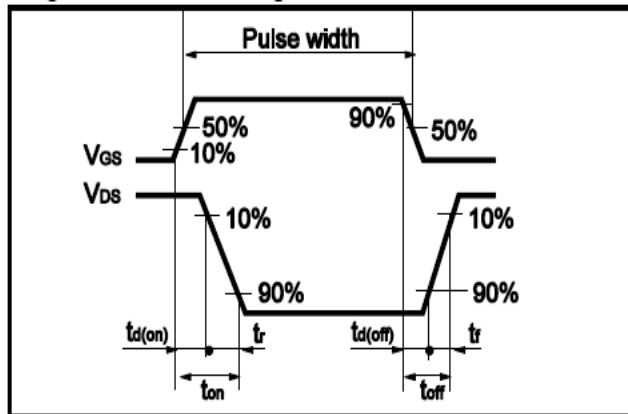 Pulse width
90%
50%
50%
10%
VGS
VDS
10%
10%
90%
90%
td(on)
tr
td(off)
tf
ton
toff